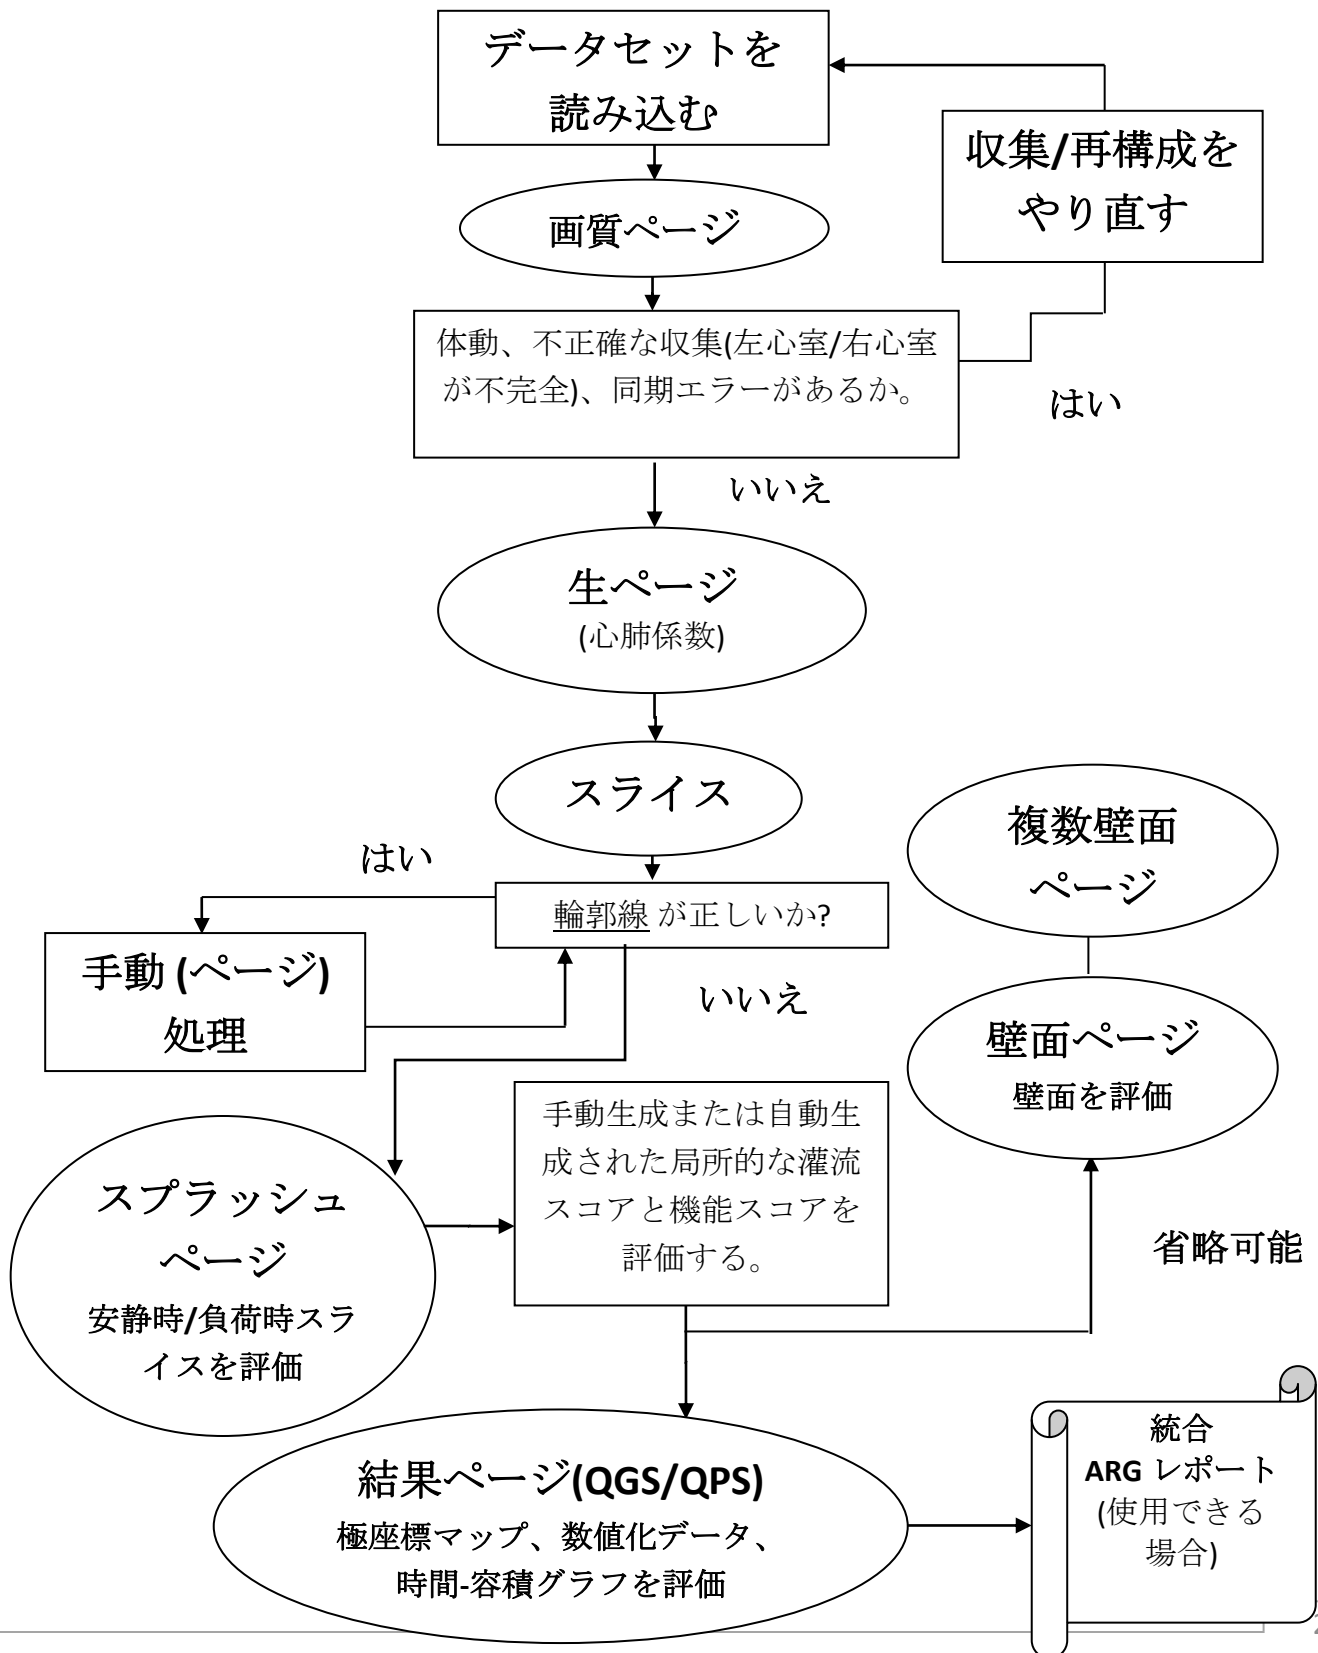 データセットを
読み込む
収集/再構成を
やり直す
画質ページ
体動、不正確な収集(左心室/右心室
が不完全)、同期エラーがあるか。
はい
いいえ
生ページ
(心肺係数)
スライス
複数壁面
ページ
はい
輪郭線 が正しいか?
手動 (ページ)
処理
いいえ
壁面ページ
壁面を評価
手動生成または自動生
成された局所的な灌流
スコアと機能スコアを
評価する。
スプラッシュ
ページ
安静時/負荷時スラ
イスを評価
省略可能
結果ページ(QGS/QPS)
極座標マップ、数値化データ、
時間-容積グラフを評価
統合
ARG レポート
(使用できる
場合)